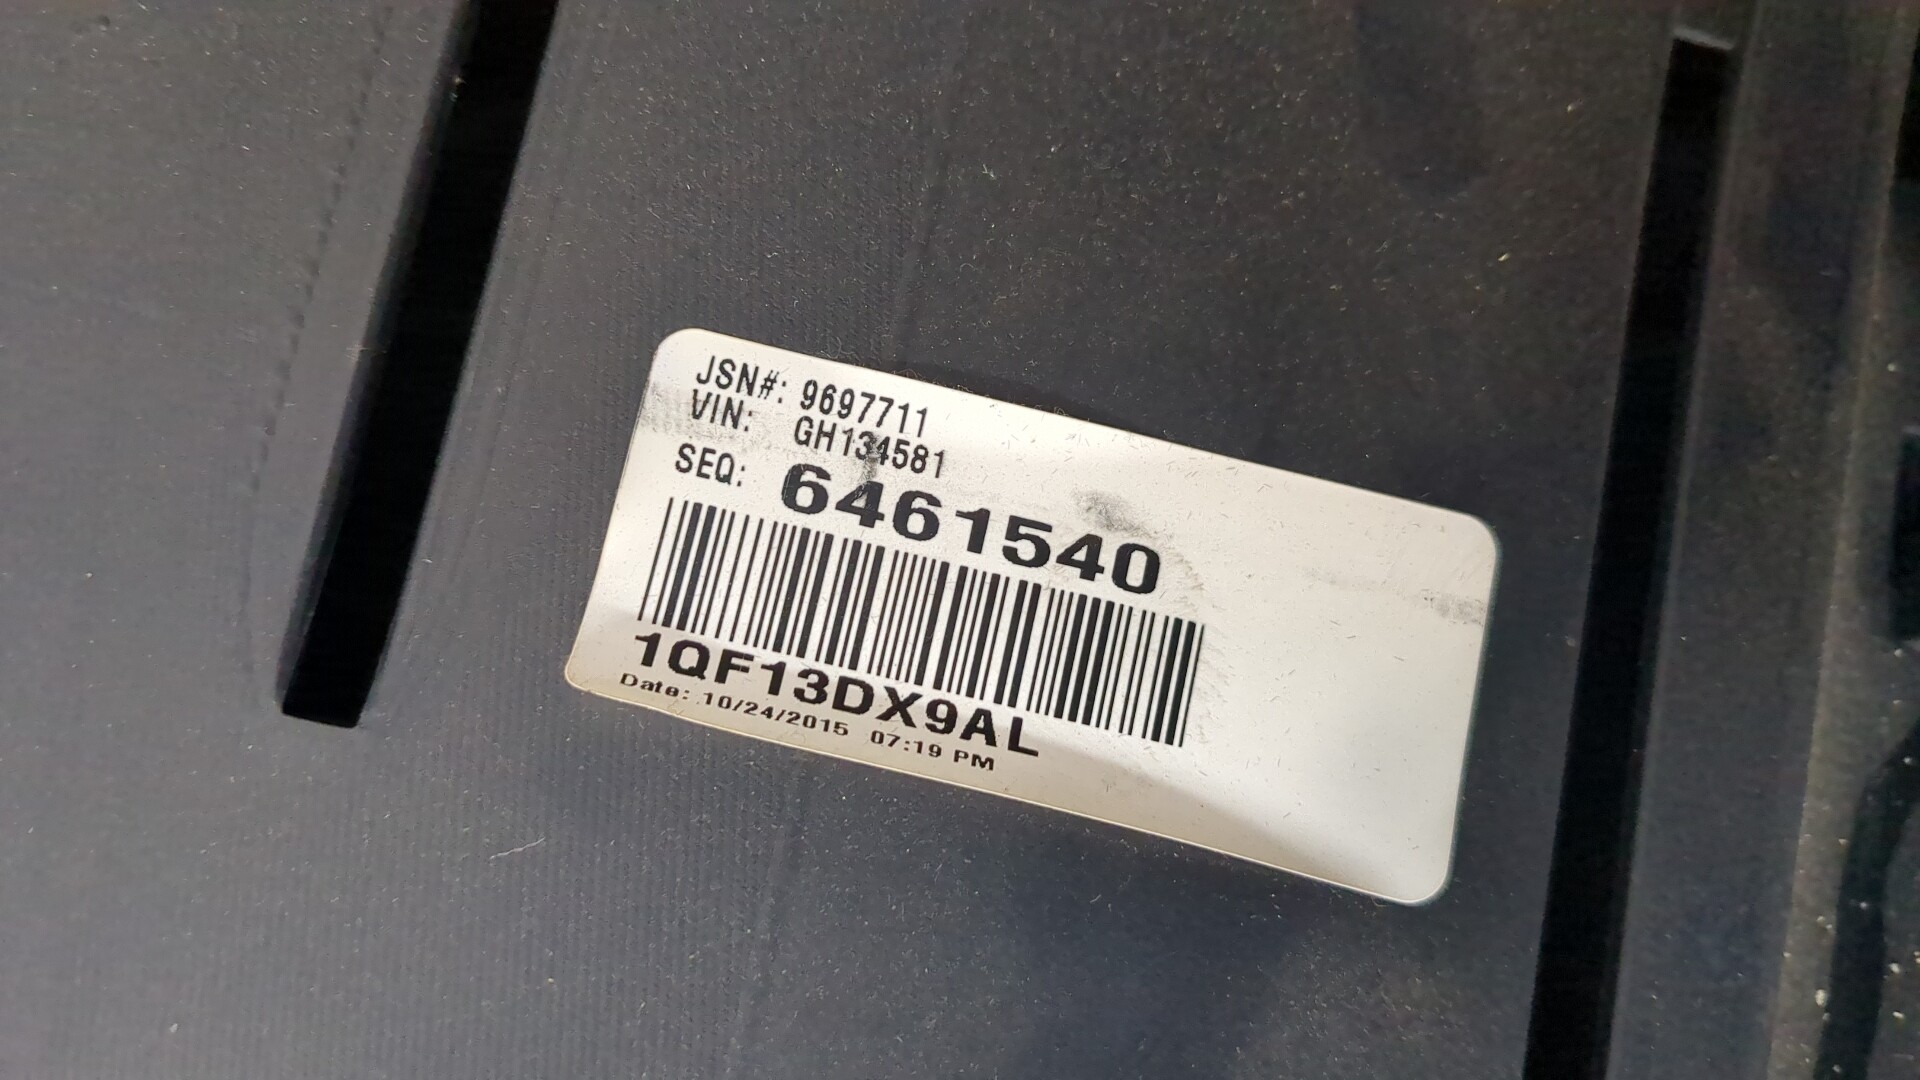 JSN#: 9697711
VIN: GH134581
SEQ: 6461540
1QF13DX9AL
Date: 10/24/2015 07:19 PM